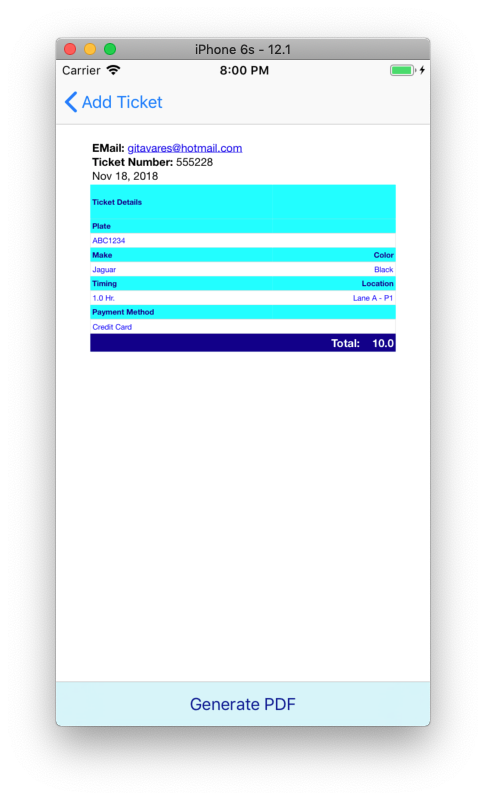 iPhone 6s - 12.1
Carrier 8:00 PM
Add Ticket
EMail: gitavares@hotmail.com
Ticket Number: 555228
Nov 18, 2018
Ticket Details
Plate
ABC1234
Make Color
Jaguar Black
Timing Location
1.0 Hr. Lane A - P1
Payment Method
Credit Card
Total: 10.0
Generate PDF